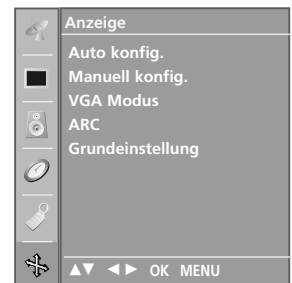 Anzeige
Auto konfig.
Manuell konfig.
VGA Modus
ARC
Grundeinstellung
▲▼ ◄► OK MENU